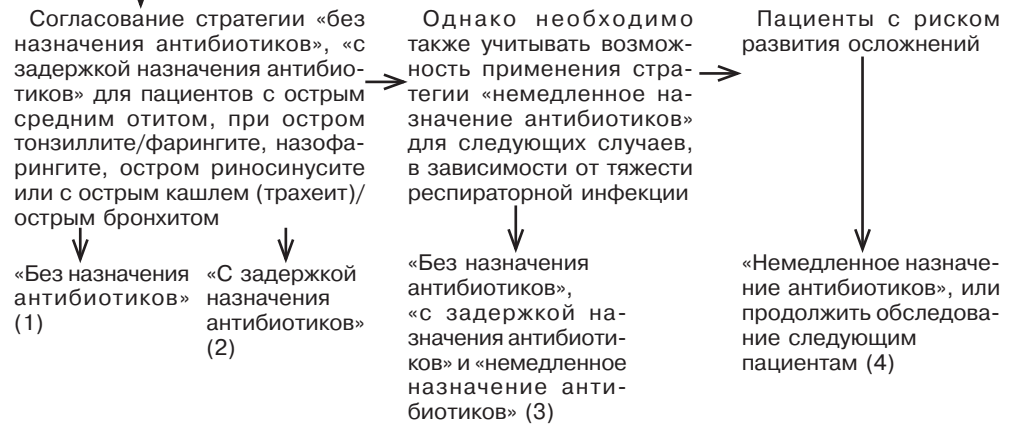 Согласование стратегии «без
назначения антибиотиков», «с
задержкой назначения антибио-
тиков» для пациентов с острым
средним отитом, при остром
тонзиллите/фарингите, назофа-
рингите, остром риносинусите
или с острым кашлем (трахеит)/
острым бронхитом
Однако необходимо
также учитывать возмож-
ность применения стра-
тегии «немедленное на-
значение антибиотиков»
для следующих случаев,
в зависимости от тяжести
респираторной инфекции
Пациенты с риском
развития осложнений
«Без назначения
антибиотиков»
(1)
«С задержкой
назначения
антибиотиков»
(2)
«Без назначения
антибиотиков»,
«с задержкой на-
значения антибиоти-
ков» и «немедленное
назначение анти-
биотиков» (3)
«Немедленное назначе-
ние антибиотиков», или
продолжить обследова-
ние следующим
пациентам (4)